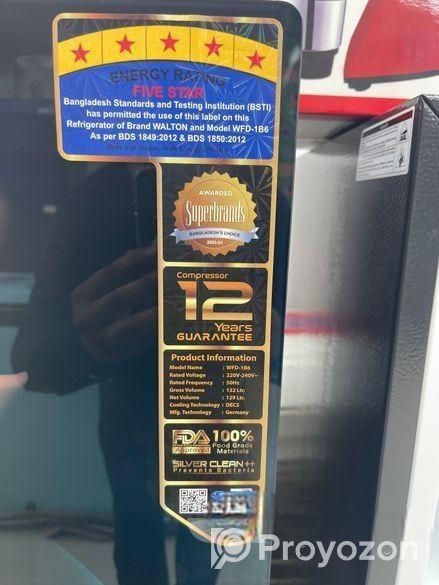 ENERGY RATING
FIVE STAR
Bangladesh Standards and Testing Institution (BSTI)
has permitted the use of this label on this
Refrigerator of Brand WALTON and Model WFD-1B6
As per BDS 1849:2012 & BDS 1850:2012
AWARDED
Superbrands
BANGLADESH'S CHOICE
2023-24
Compressor
12
Years
GUARANTEE
Product Information
Model Name : WFD-1B6
Rated Voltage : 220V-240V~
Rated Frequency : 50Hz
Gross Volume : 132 Ltr.
Net Volume : 129 Ltr.
Cooling Technology : DECS
Mfg. Technology : Germany
FDA 100%
Approved Food Grade
Materials
SILVER CLEAN++
Prevents Bacteria
Proyozon